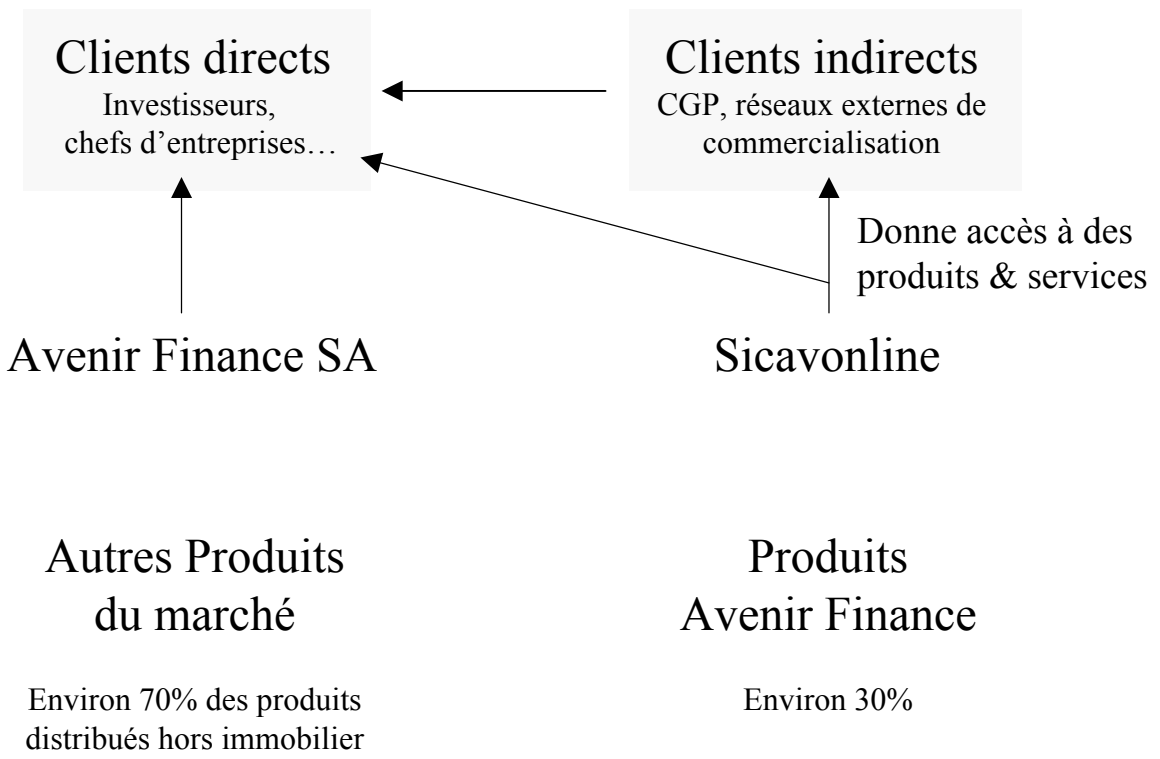 Clients directs
Investisseurs,
chefs d’entreprises…
Clients indirects
CGP, réseaux externes de
commercialisation
Donne accès à des
produits & services
Avenir Finance SA
Sicavonline
Autres Produits
du marché
Produits
Avenir Finance
Environ 70% des produits
distribués hors immobilier
Environ 30%